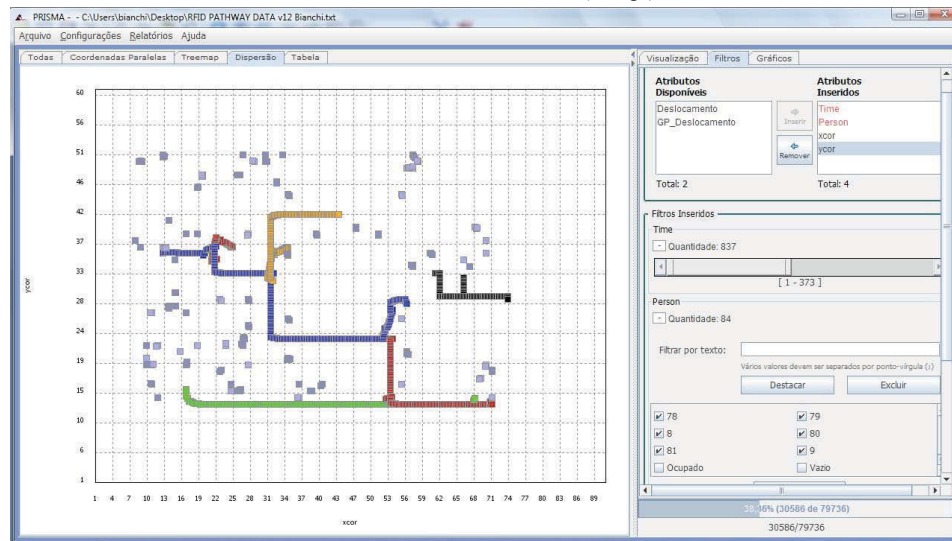 PRISMA - - C:\Users\bianchi\Desktop\RFID PATHWAY DATA v12 Bianchi.txt
Arquivo Configurações Relatórios Ajuda
Todas Coordenadas Paralelas Treemap Dispersão Tabela
Visualização Filtros Gráficos
60
56
51
46
42
37
33
28
24
19
15
10
6
1
ycor
1 4 7 10 13 16 19 22 25 28 31 34 37 40 43 46 50 53 56 59 62 65 68 71 74 77 80 83 86 89
xcor
Atributos Disponíveis
Atributos Inseridos
Deslocamento
GP_Deslocamento
Inserir
Remover
Time
Person
xcor
ycor
Total: 2
Total: 4
Filtros Inseridos
Time
- Quantidade: 837
[ 1 - 373 ]
Person
- Quantidade: 84
Filtrar por texto:
Vários valores devem ser separados por ponto-vírgula (;)
Destacar
Excluir
78
79
8
80
81
9
Ocupado
Vazio
(30586 de 79736)
30586/79736